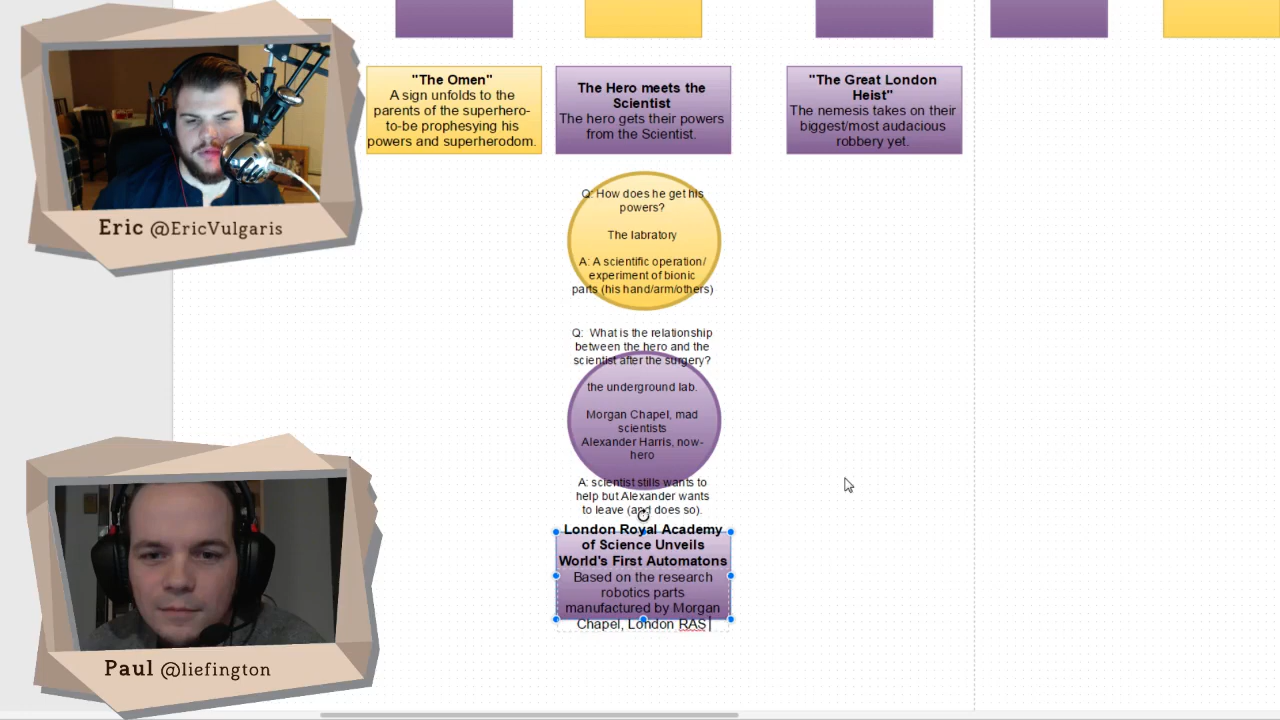 Eric @EricVulgaris
Paul @liefington
"The Omen"
A sign unfolds to the
parents of the superhero-
to-be prophesying his
powers and superherodom.
The Hero meets the
Scientist
The hero gets their powers
from the Scientist.
"The Great London
Heist"
The nemesis takes on their
biggest/most audacious
robbery yet.
Q: How does he get his
powers?
The labratory
A: A scientific operation/
experiment of bionic
parts (his hand/arm/others)
Q:  What is the relationship
between the hero and the
scientist after the surgery?
the underground lab.
Morgan Chapel, mad
scientists
Alexander Harris, now-
hero
A: scientist stills wants to
help but Alexander wants
to leave (and does so).
London Royal Academy
of Science Unveils
World's First Automatons
Based on the research
robotics parts
manufactured by Morgan
Chapel, London RAS